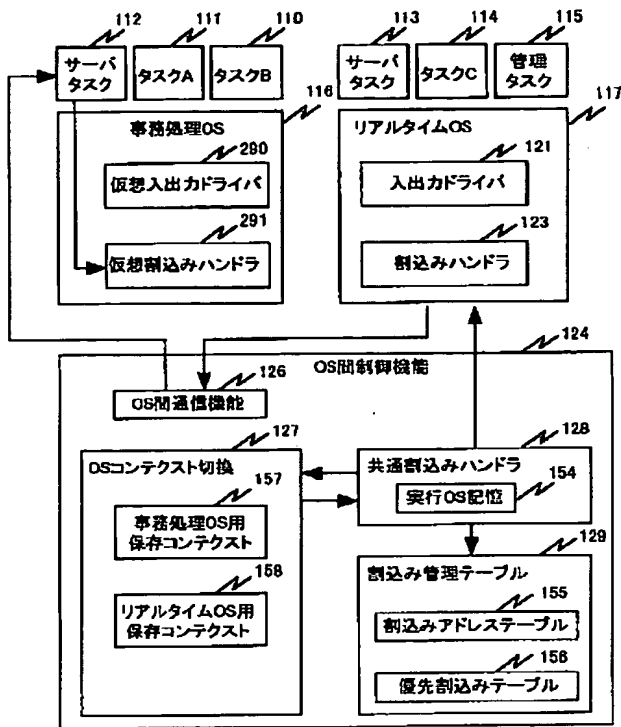 112
111
110
113
114
115
サーバ
タスク
タスクA
タスクB
サーバ
タスク
タスクC
管理
タスク
116
117
事務処理OS
リアルタイムOS
290
仮想入出力ドライバ
121
入出力ドライバ
291
仮想割込みハンドラ
123
割込みハンドラ
124
OS間制御機能
126
OS間通信機能
127
OSコンテクスト切換
128
共通割込みハンドラ
154
実行OS記憶
157
事務処理OS用
保存コンテクスト
158
リアルタイムOS用
保存コンテクスト
129
割込み管理テーブル
155
割込みアドレステーブル
156
優先割込みテーブル